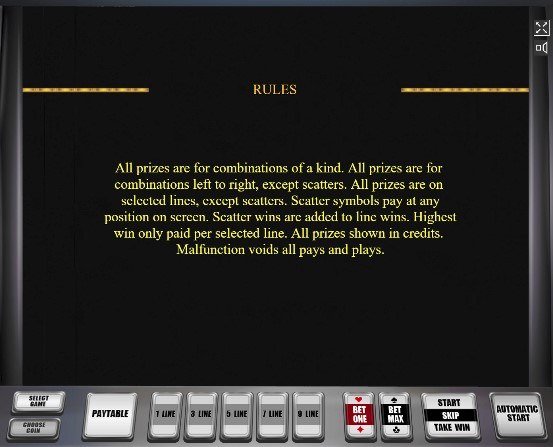 RULES
All prizes are for combinations of a kind. All prizes are for
combinations left to right, except scatters. All prizes are on
selected lines, except scatters. Scatter symbols pay at any
position on screen. Scatter wins are added to line wins. Highest
win only paid per selected line. All prizes shown in credits.
Malfunction voids all pays and plays.
SELECT
GAME
CHOOSE
COIN
PAYTABLE
1 LINE
3 LINE
5 LINE
7 LINE
9 LINE
BET
ONE
BET
MAX
START
SKIP
TAKE WIN
AUTOMATIC
START